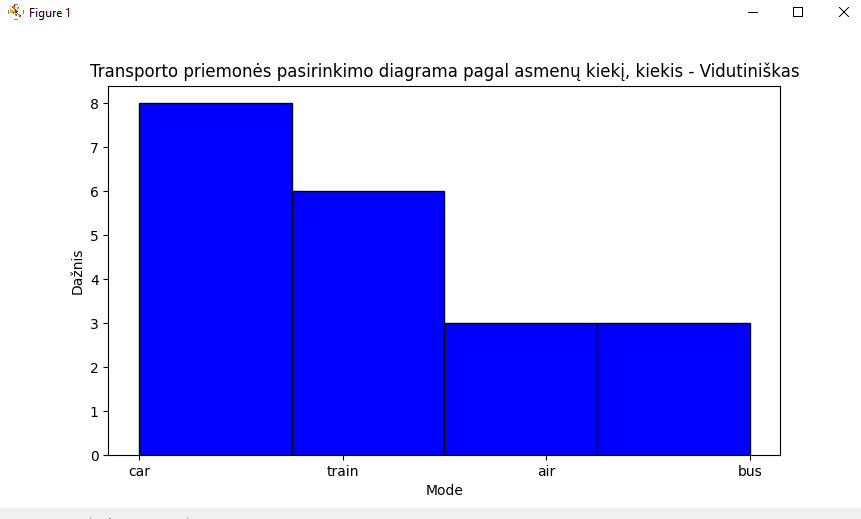 Figure 1
Transporto priemonės pasirinkimo diagrama pagal asmenų kiekį, kiekis - Vidutiniškas
8
7
6
5
4
3
2
1
0
Dažnis
car train air bus
Mode